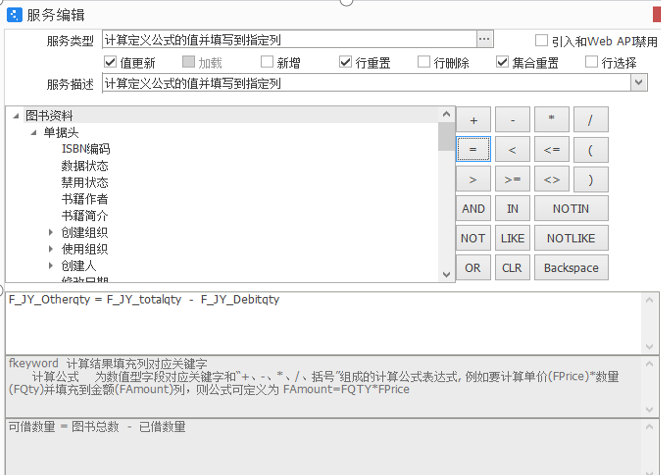 服务编辑
服务类型 计算定义公式的值并填写到指定列 ... 引入和Web API禁用
值更新 加载 新增 行重置 行删除 集合重置 行选择
服务描述 计算定义公式的值并填写到指定列
图书资料
单据头
ISBN编码
数据状态
禁用状态
书籍作者
书籍简介
创建组织
使用组织
创建人
修改日期
+ - * /
= < <= (
> >= <> )
AND IN NOTIN
NOT LIKE NOTLIKE
OR CLR Backspace
F_JY_Otherqty = F_JY_totalqty - F_JY_Debitqty
fkeyword 计算结果填充列对应关键字
计算公式 为数值型字段对应关键字和“+、-、*、/、括号”组成的计算公式表达式, 例如要计算单价(FPrice)*数量
(FQty)并填充到金额(FAmount)列，则公式可定义为 FAmount=FQTY*FPrice
可借数量 = 图书总数 - 已借数量